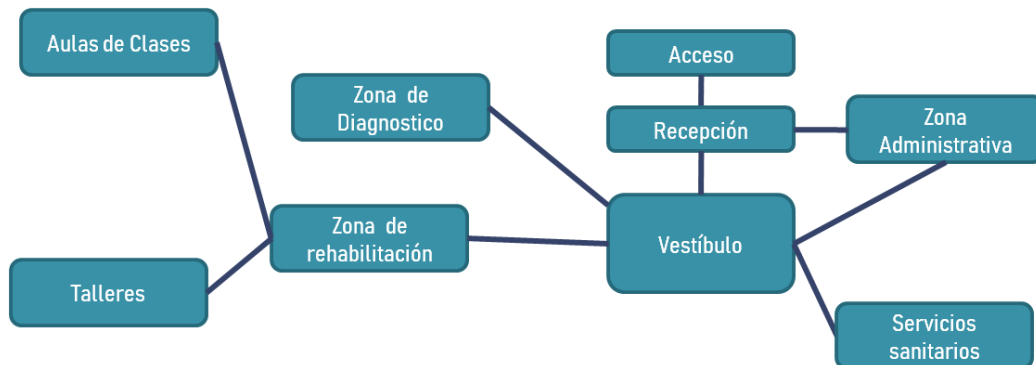 Aulas de Clases
Acceso
Zona de
Diagnostico
Recepción
Zona
Administrativa
Zona de
rehabilitación
Vestíbulo
Talleres
Servicios
sanitarios